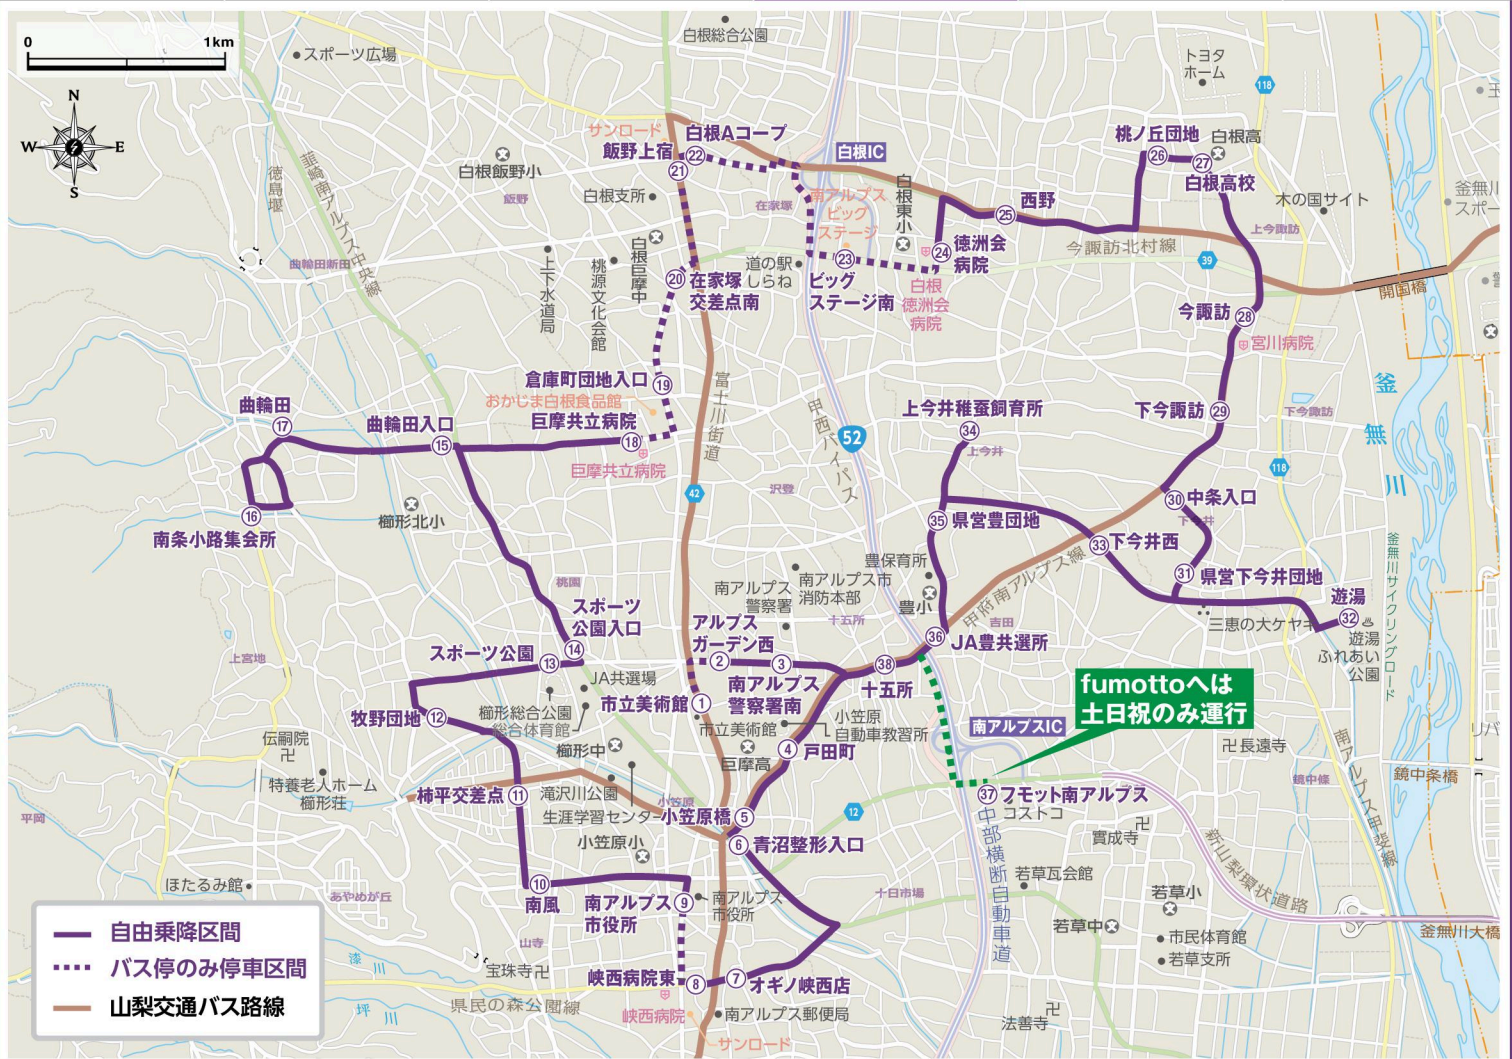 0 1km
N
W E
S
スポーツ広場
白根総合公園
トヨタ
ホーム
118
サンロード
白根Aコープ
飯野上宿
22
21
白根IC
桃ノ丘団地
白根高
26
27
白根高校
白根飯野小
飯野
白根支所
徳島堰
韮崎南アルプス中央線
在家塚
南アルプス
ビッグ
ステージ
白根東小
西野
25
木の国サイト
上今諏訪
今諏訪北村線
39
釜無川
スポー
白根巨摩中
曲輪田新田
上下水道局
桃源文化会館
20
在家塚
交差点南
道の駅
しらね
23
ビッグ
ステージ南
24
徳洲会
病院
白根
徳洲会
病院
開国橋
今諏訪
28
宮川病院
倉庫町団地入口
19
おかじま白根食品館
巨摩共立病院
18
巨摩共立病院
富士川街道
甲西バイパス
52
曲輪田
17
曲輪田入口
15
上今井稚蚕飼育所
34
上今井
下今諏訪
29
下今諏訪
釜無川
118
42
沢登
16
南条小路集会所
櫛形北小
35
県営豊団地
30
中条入口
下今井
33
下今井西
豊保育所
甲府南アルプス線
31
県営下今井団地
釜無川サイクリングロード
桃園
南アルプス
警察署
南アルプス市
消防本部
豊小
十五所
吉田
遊湯
32
三恵の大ケヤキ
遊湯
ふれあい
公園
スポーツ
公園入口
14
アルプス
ガーデン西
2
3
36
JA豊共選所
上宮地
スポーツ公園
13
38
十五所
南アルプス
警察署南
fumottoへは
土日祝のみ運行
JA共選場
市立美術館
1
牧野団地
12
櫛形総合公園
総合体育館
市立美術館
小笠原
自動車教習所
南アルプスIC
櫛形中
巨摩高
4
戸田町
伝嗣院
長遠寺
リバ
特養老人ホーム
櫛形荘
鏡中條
鏡中条橋
南アルプス甲斐線
柿平交差点
11
滝沢川公園
小笠原
生涯学習センター
小笠原橋
5
12
37
フモット南アルプス
コストコ
平岡
小笠原小
6
青沼整形入口
中部横断自動車道
實成寺
新山梨環状道路
ほたるみ館
あやめが丘
10
南風
南アルプス
市役所
9
南アルプス
市役所
十日市場
若草瓦会館
若草小
若草中
市民体育館
若草支所
釜無川大橋
自由乗降区間
バス停のみ停車区間
山梨交通バス路線
山寺
漆川
坪川
宝珠寺
県民の森公園線
峡西病院東
8
7
オギノ峡西店
峡西病院
南アルプス郵便局
サンロード
法善寺